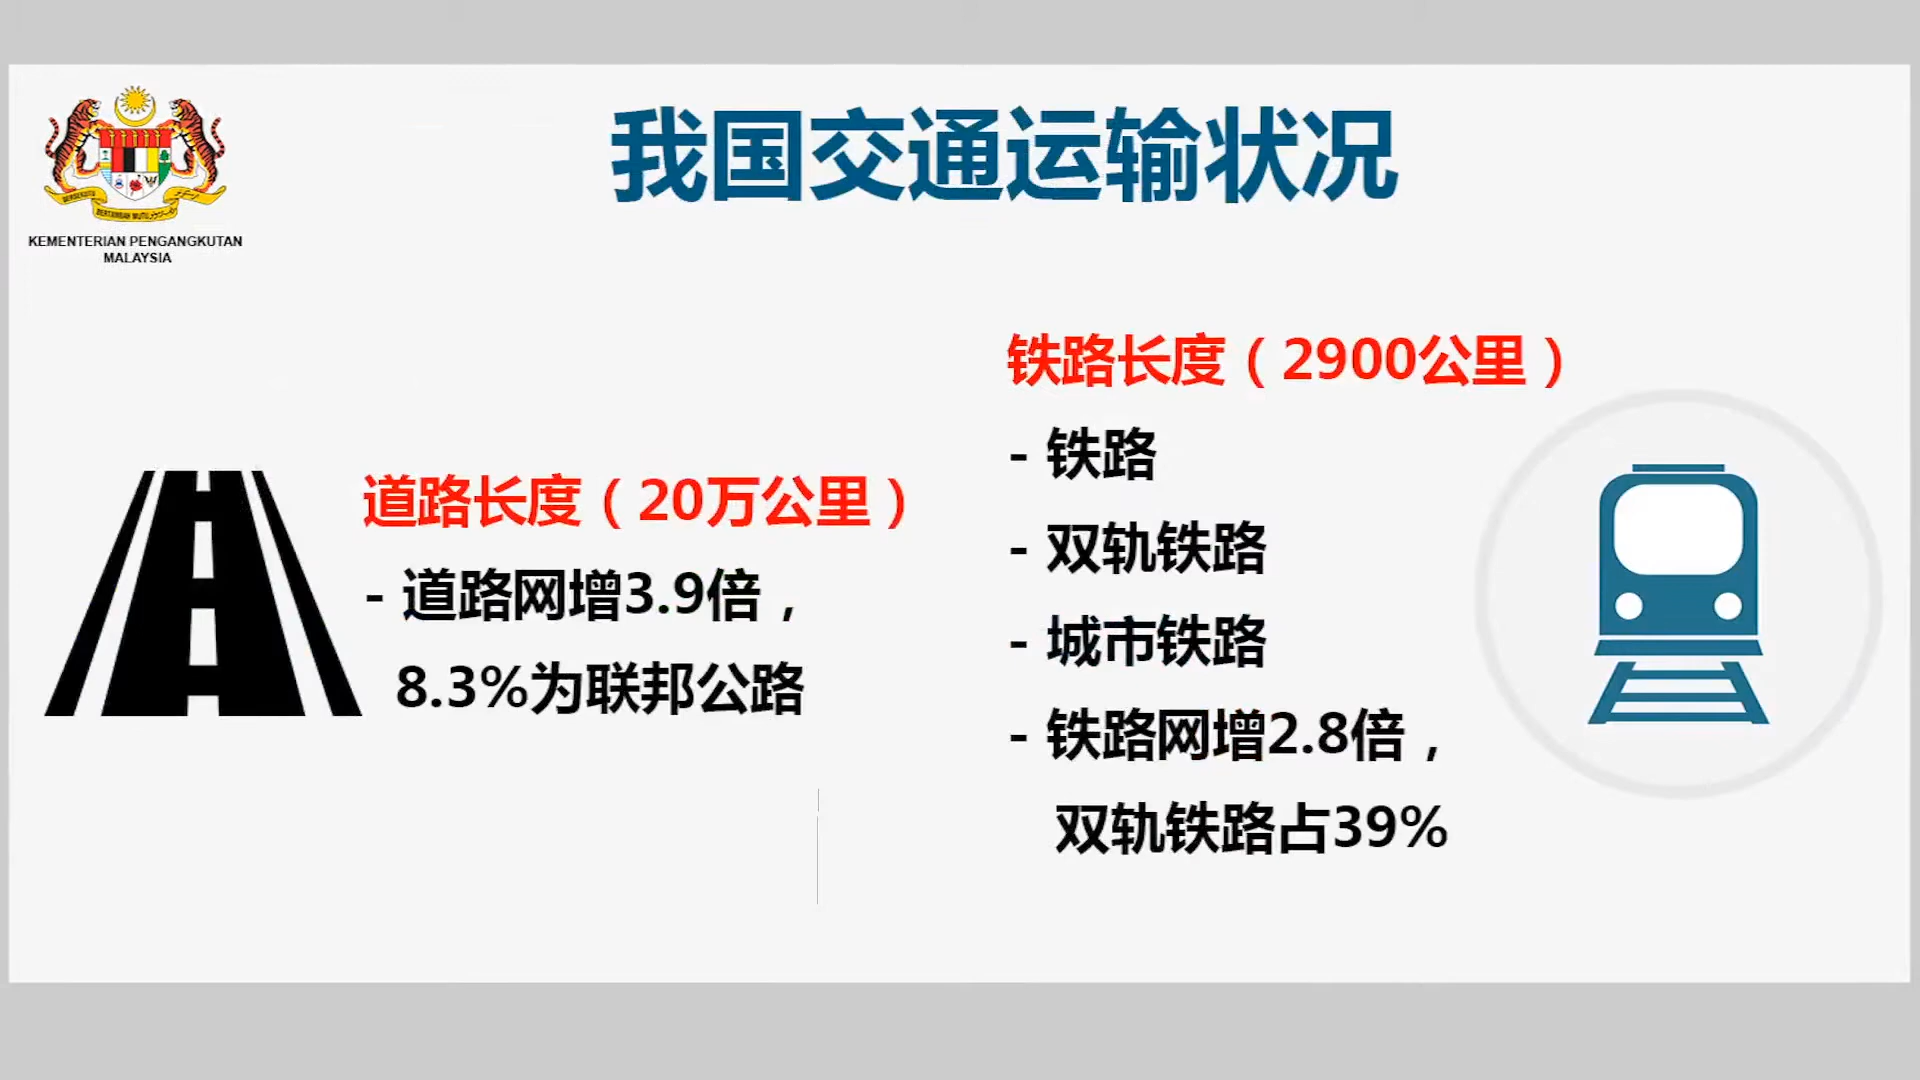 我国交通运输状况
KEMENTERIAN PENGANGKUTAN
MALAYSIA
道路长度（20万公里）
- 道路网增3.9倍，
8.3%为联邦公路
铁路长度（2900公里）
- 铁路
- 双轨铁路
- 城市铁路
- 铁路网增2.8倍，
双轨铁路占39%